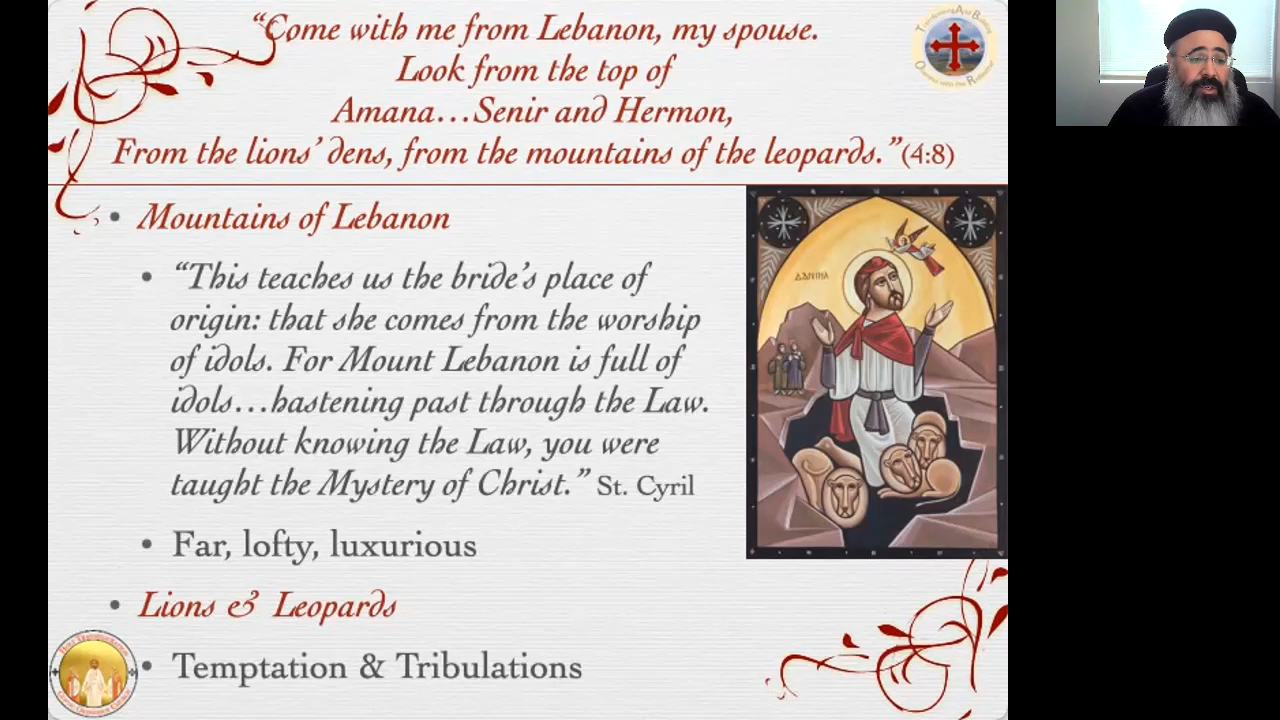 “Come with me from Lebanon, my spouse.
Look from the top of
Amana…Senir and Hermon,
From the lions’ dens, from the mountains of the leopards.”(4:8)
• Mountains of Lebanon
• “This teaches us the bride’s place of
origin: that she comes from the worship
of idols. For Mount Lebanon is full of
idols…hastening past through the Law.
Without knowing the Law, you were
taught the Mystery of Christ.” St. Cyril
• Far, lofty, luxurious
• Lions & Leopards
• Temptation & Tribulations